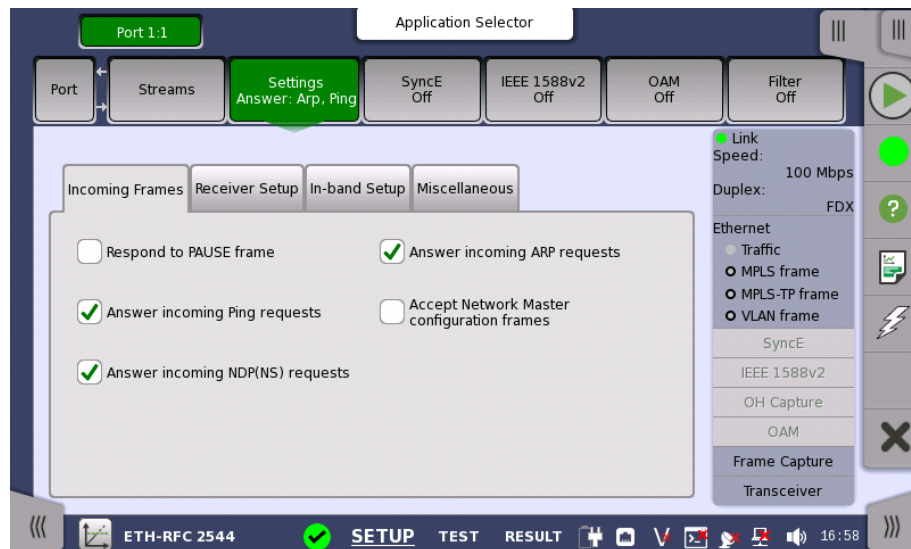 Application Selector
Port 1:1
Port
Streams
Settings
Answer: Arp, Ping
SyncE
Off
IEEE 1588v2
Off
OAM
Off
Filter
Off
Incoming Frames
Receiver Setup
In-band Setup
Miscellaneous
Respond to PAUSE frame
Answer incoming ARP requests
Answer incoming Ping requests
Accept Network Master
configuration frames
Answer incoming NDP(NS) requests
Link
Speed:
100 Mbps
Duplex:
FDX
Ethernet
Traffic
MPLS frame
MPLS-TP frame
VLAN frame
SyncE
IEEE 1588v2
OH Capture
OAM
Frame Capture
Transceiver
ETH-RFC 2544
SETUP
TEST
RESULT
16:58